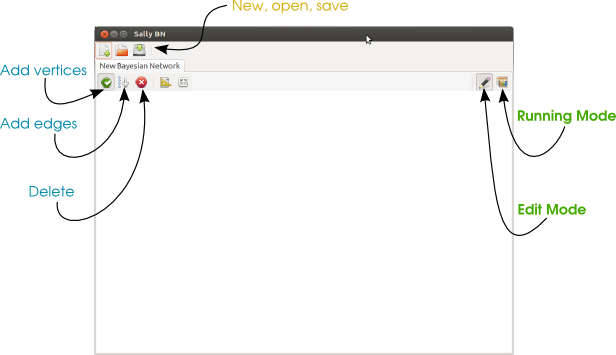 New, open, save
Sally BN
New Bayesian Network
Add vertices
Add edges
Delete
Running Mode
Edit Mode